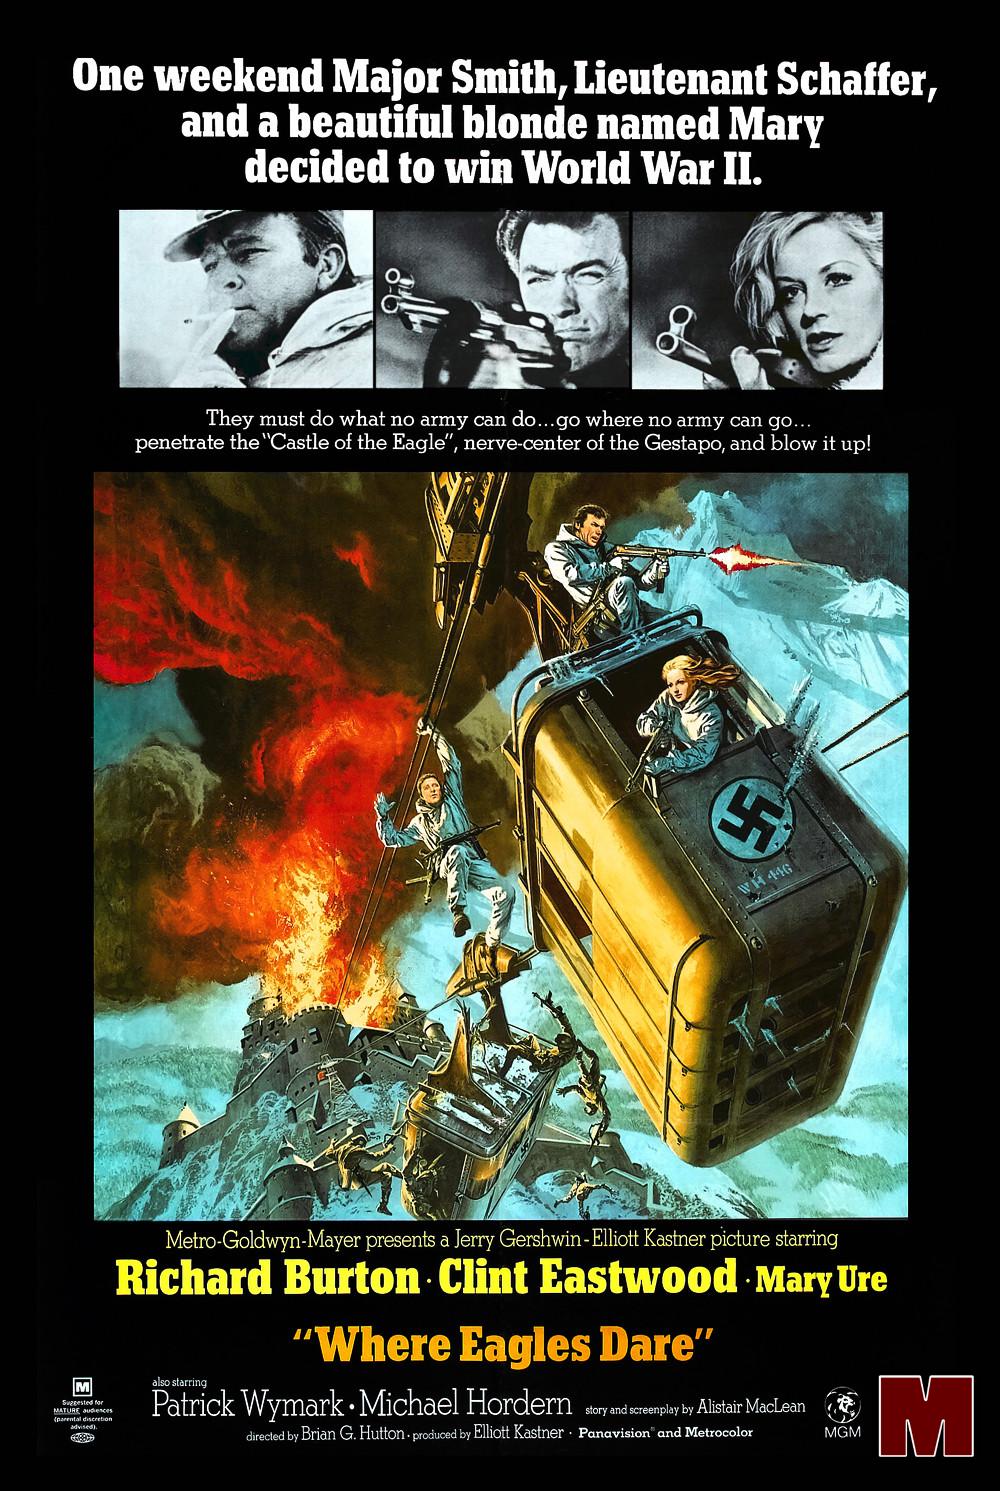 One weekend Major Smith, Lieutenant Schaffer,
and a beautiful blonde named Mary
decided to win World War II.
They must do what no army can do...go where no army can go...
penetrate the "Castle of the Eagle", nerve-center of the Gestapo, and blow it up!
WH 446
Metro-Goldwyn-Mayer presents a Jerry Gershwin-Elliott Kastner picture starring
Richard Burton · Clint Eastwood · Mary Ure
"Where Eagles Dare"
also starring
Patrick Wymark · Michael Hordern story and screenplay by Alistair MacLean
directed by Brian G. Hutton · produced by Elliott Kastner · Panavision® and Metrocolor
M
Suggested for
MATURE audiences
(parental discretion
advised).
MGM
M